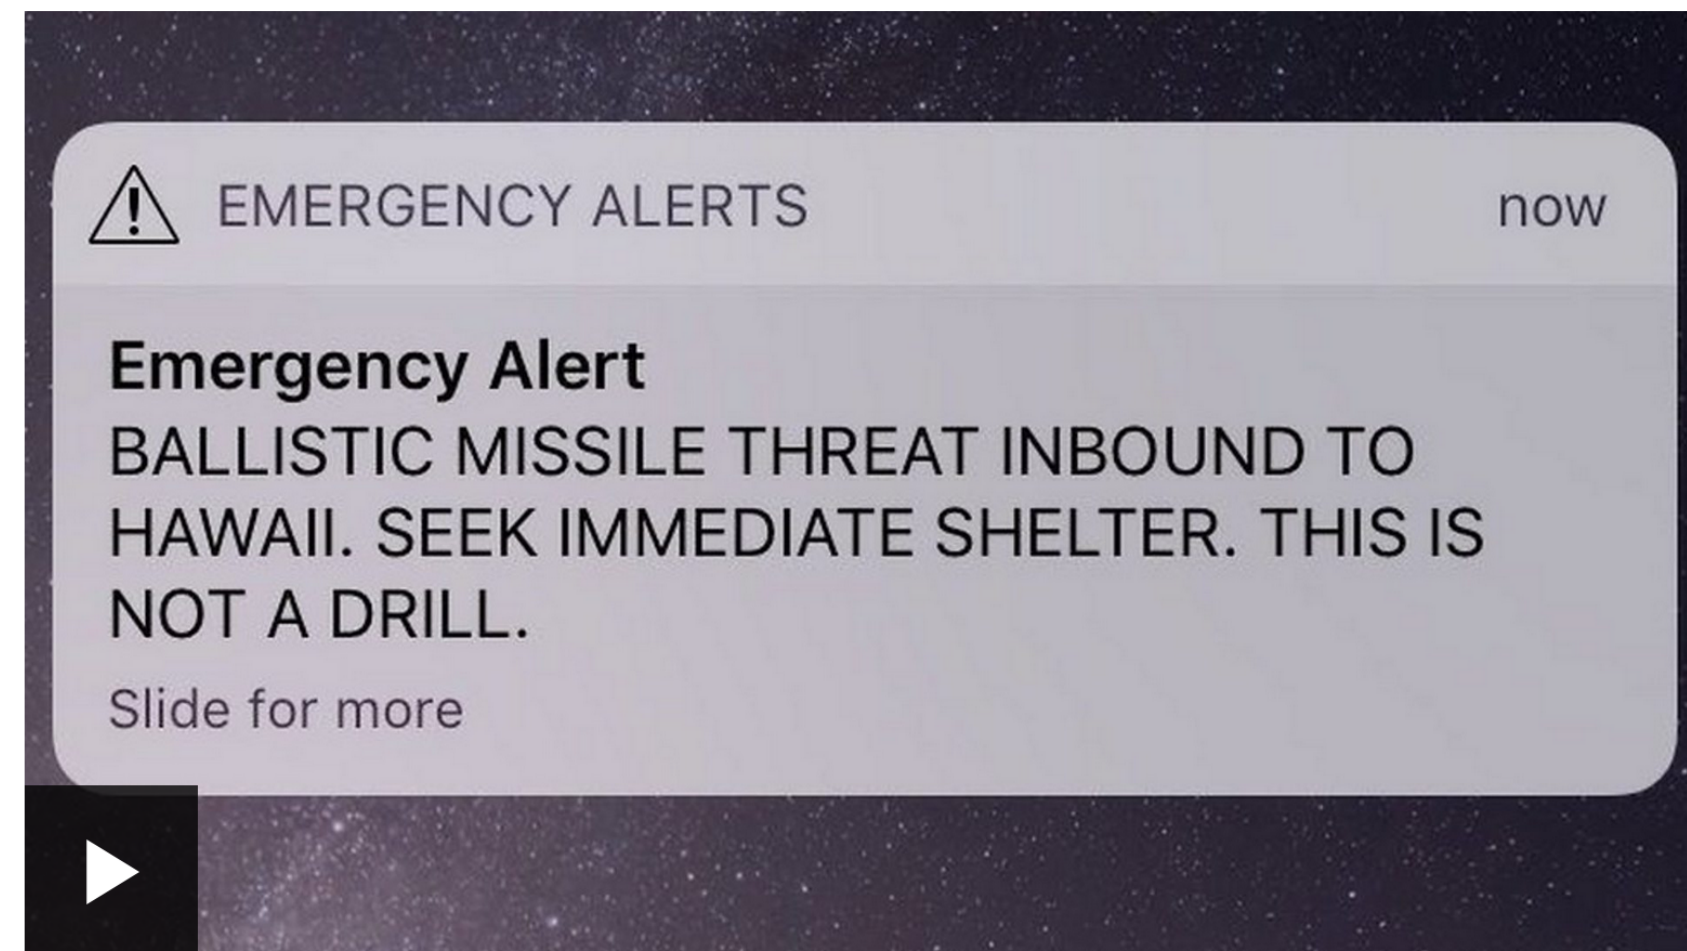 EMERGENCY ALERTS now
Emergency Alert
BALLISTIC MISSILE THREAT INBOUND TO
HAWAII. SEEK IMMEDIATE SHELTER. THIS IS
NOT A DRILL.
Slide for more